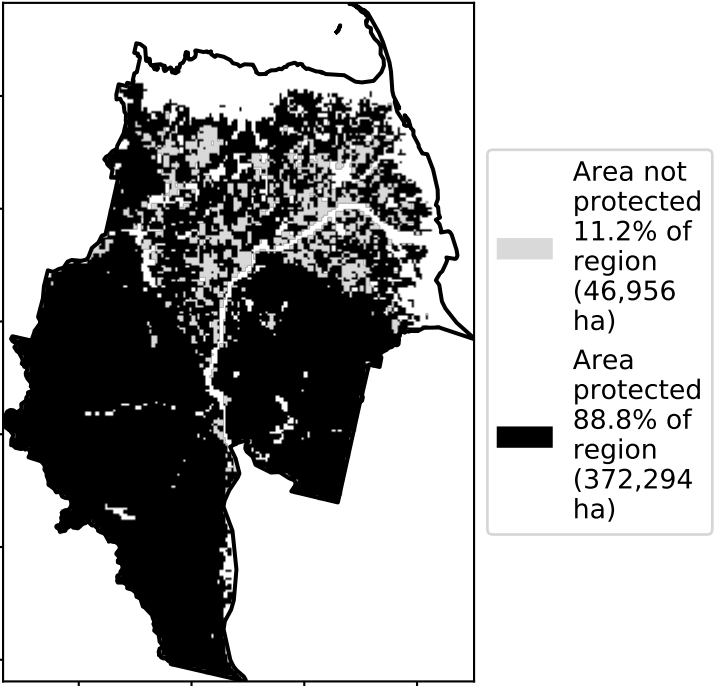 Area not
protected
11.2% of
region
(46,956
ha)
Area
protected
88.8% of
region
(372,294
ha)